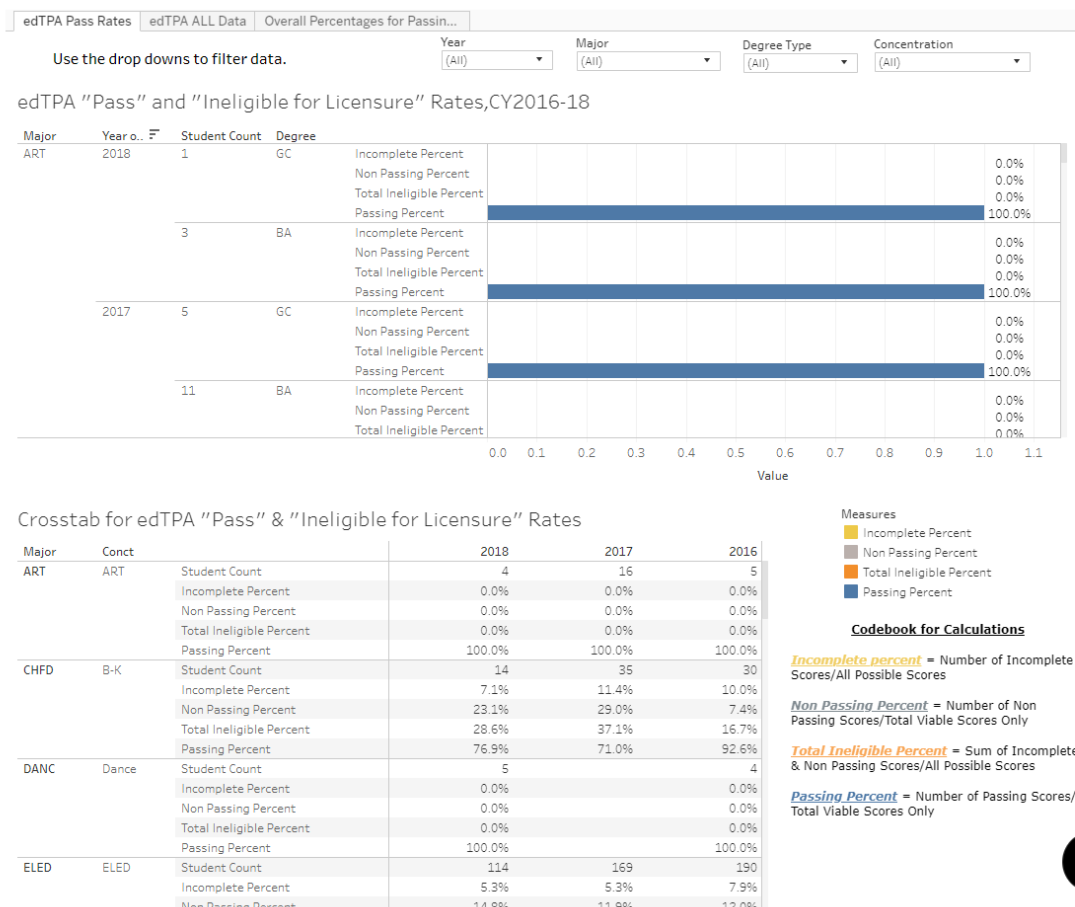 edTPA Pass Rates edTPA ALL Data Overall Percentages for Passin...
Use the drop downs to filter data.
Year Major Degree Type Concentration
(All) (All) (All) (All)
edTPA "Pass" and "Ineligible for Licensure" Rates,CY2016-18
Major Year o.. Student Count Degree
ART 2018 1 GC Incomplete Percent 0.0%
Non Passing Percent 0.0%
Total Ineligible Percent 0.0%
Passing Percent 100.0%
3 BA Incomplete Percent 0.0%
Non Passing Percent 0.0%
Total Ineligible Percent 0.0%
Passing Percent 100.0%
2017 5 GC Incomplete Percent 0.0%
Non Passing Percent 0.0%
Total Ineligible Percent 0.0%
Passing Percent 100.0%
11 BA Incomplete Percent 0.0%
Non Passing Percent 0.0%
Total Ineligible Percent 0.0%
0.0 0.1 0.2 0.3 0.4 0.5 0.6 0.7 0.8 0.9 1.0 1.1
Value
Crosstab for edTPA "Pass" & "Ineligible for Licensure" Rates
Major Conct 2018 2017 2016
ART ART Student Count 4 16 5
Incomplete Percent 0.0% 0.0% 0.0%
Non Passing Percent 0.0% 0.0% 0.0%
Total Ineligible Percent 0.0% 0.0% 0.0%
Passing Percent 100.0% 100.0% 100.0%
CHFD B-K Student Count 14 35 30
Incomplete Percent 7.1% 11.4% 10.0%
Non Passing Percent 23.1% 29.0% 7.4%
Total Ineligible Percent 28.6% 37.1% 16.7%
Passing Percent 76.9% 71.0% 92.6%
DANC Dance Student Count 5 4
Incomplete Percent 0.0% 0.0%
Non Passing Percent 0.0% 0.0%
Total Ineligible Percent 0.0% 0.0%
Passing Percent 100.0% 100.0%
ELED ELED Student Count 114 169 190
Incomplete Percent 5.3% 5.3% 7.9%
Non Passing Percent 14.8% 11.9% 12.0%
Measures
Incomplete Percent
Non Passing Percent
Total Ineligible Percent
Passing Percent
Codebook for Calculations
Incomplete percent = Number of Incomplete
Scores/All Possible Scores
Non Passing Percent = Number of Non
Passing Scores/Total Viable Scores Only
Total Ineligible Percent = Sum of Incomplete
& Non Passing Scores/All Possible Scores
Passing Percent = Number of Passing Scores/
Total Viable Scores Only